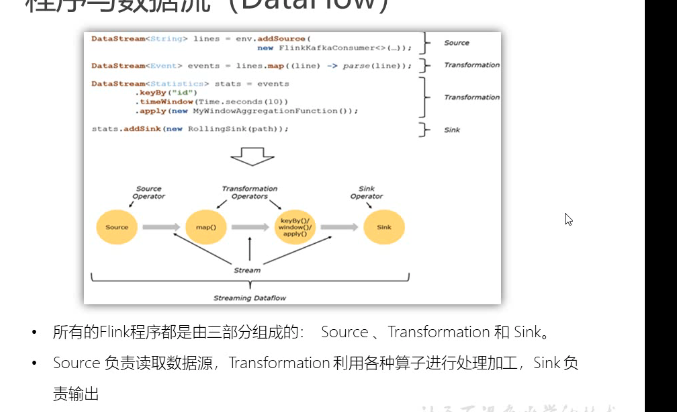 程序与数据流（DataFlow）
DataStream<String> lines = env.addSource(
new FlinkKafkaConsumer<>(…));
Source
DataStream<Event> events = lines.map((line) -> parse(line));
Transformation
DataStream<Statistics> stats = events
.keyBy("id")
.timeWindow(Time.seconds(10))
.apply(new MyWindowAggregationFunction());
Transformation
stats.addSink(new RollingSink(path));
Sink
Source
Operator
Transformation
Operators
Sink
Operator
Source
map()
keyBy()/
window()/
apply()
Sink
Stream
Streaming Dataflow
• 所有的Flink程序都是由三部分组成的： Source 、Transformation 和 Sink。
• Source 负责读取数据源，Transformation 利用各种算子进行处理加工，Sink 负
责输出